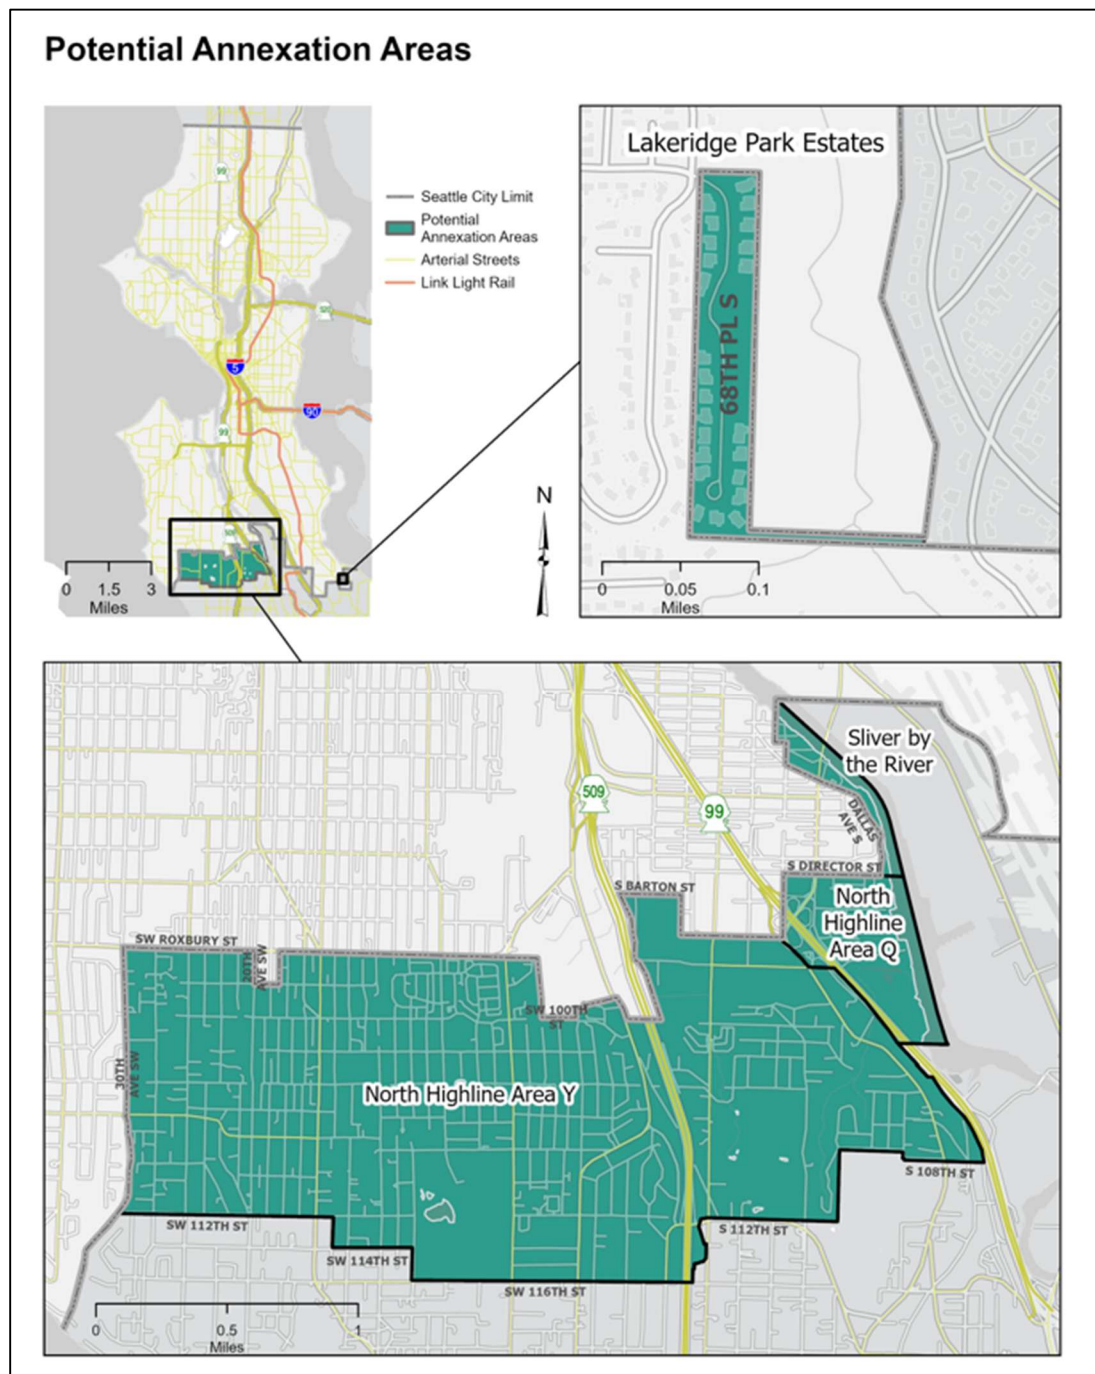 Potential Annexation Areas
99
520
5
90
99
509
0 1.5 3
Miles
Seattle City Limit
Potential
Annexation Areas
Arterial Streets
Link Light Rail
N
Lakeridge Park Estates
68TH PL S
0 0.05 0.1
Miles
Sliver by
the River
509
99
DALLAS
AVE S
S DIRECTOR ST
S BARTON ST
North
Highline
Area Q
SW ROXBURY ST
20TH
AVE SW
SW 100TH
ST
30TH
AVE SW
North Highline Area Y
S 108TH ST
SW 112TH ST
S 112TH ST
SW 114TH ST
SW 116TH ST
0 0.5 1
Miles